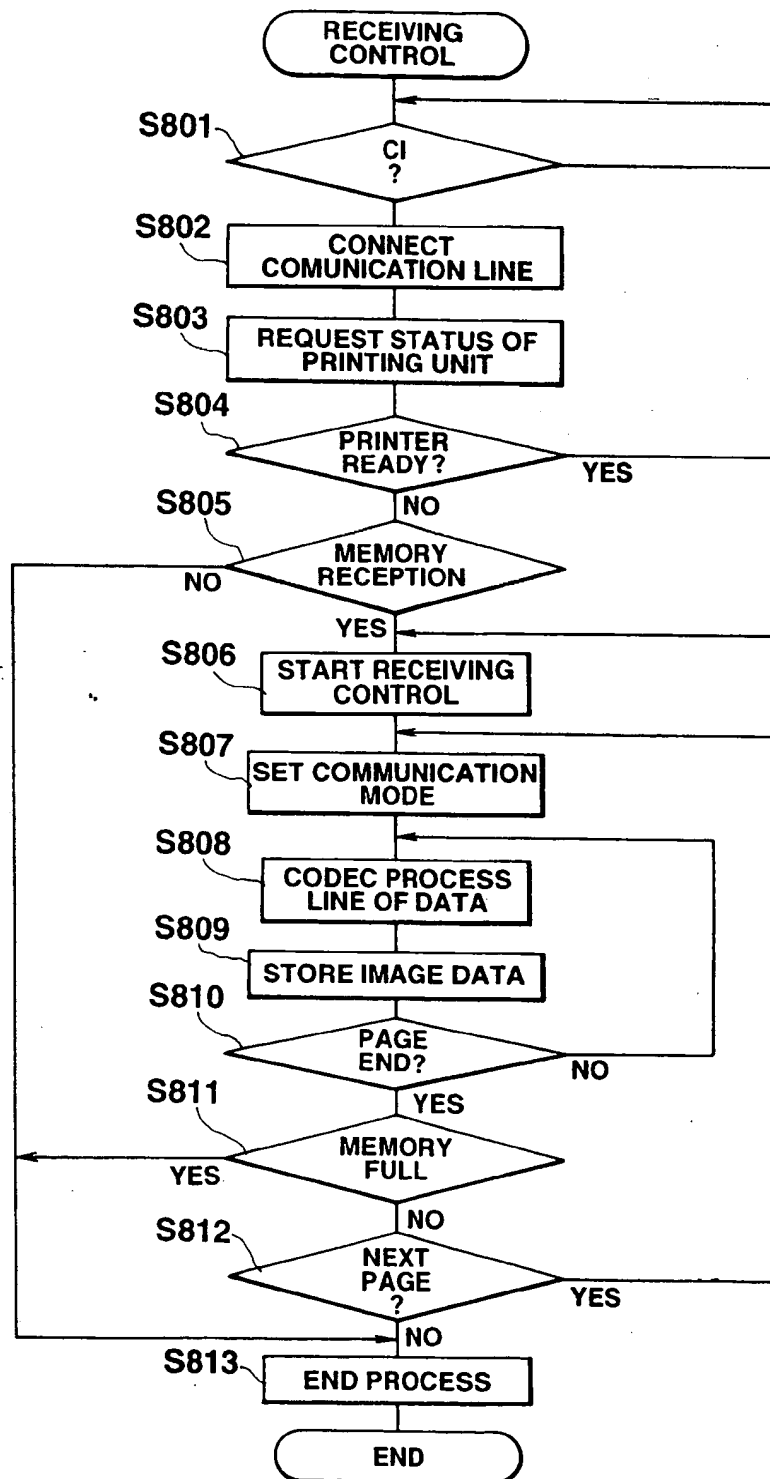 RECEIVING
CONTROL
S801
CI
?
S802
CONNECT
COMUNICATION LINE
S803
REQUEST STATUS OF
PRINTING UNIT
S804
PRINTER
READY?
YES
NO
S805
MEMORY
RECEPTION
NO
YES
S806
START RECEIVING
CONTROL
S807
SET COMMUNICATION
MODE
S808
CODEC PROCESS
LINE OF DATA
S809
STORE IMAGE DATA
S810
PAGE
END?
NO
YES
S811
MEMORY
FULL
YES
NO
S812
NEXT
PAGE
?
YES
NO
S813
END PROCESS
END